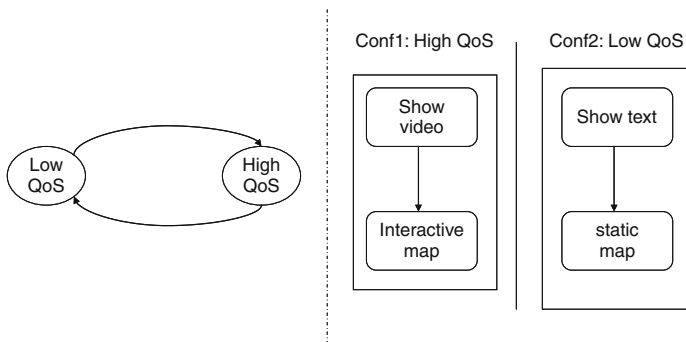 Low
QoS
High
QoS
Conf1: High QoS
Show
video
Interactive
map
Conf2: Low QoS
Show text
static
map